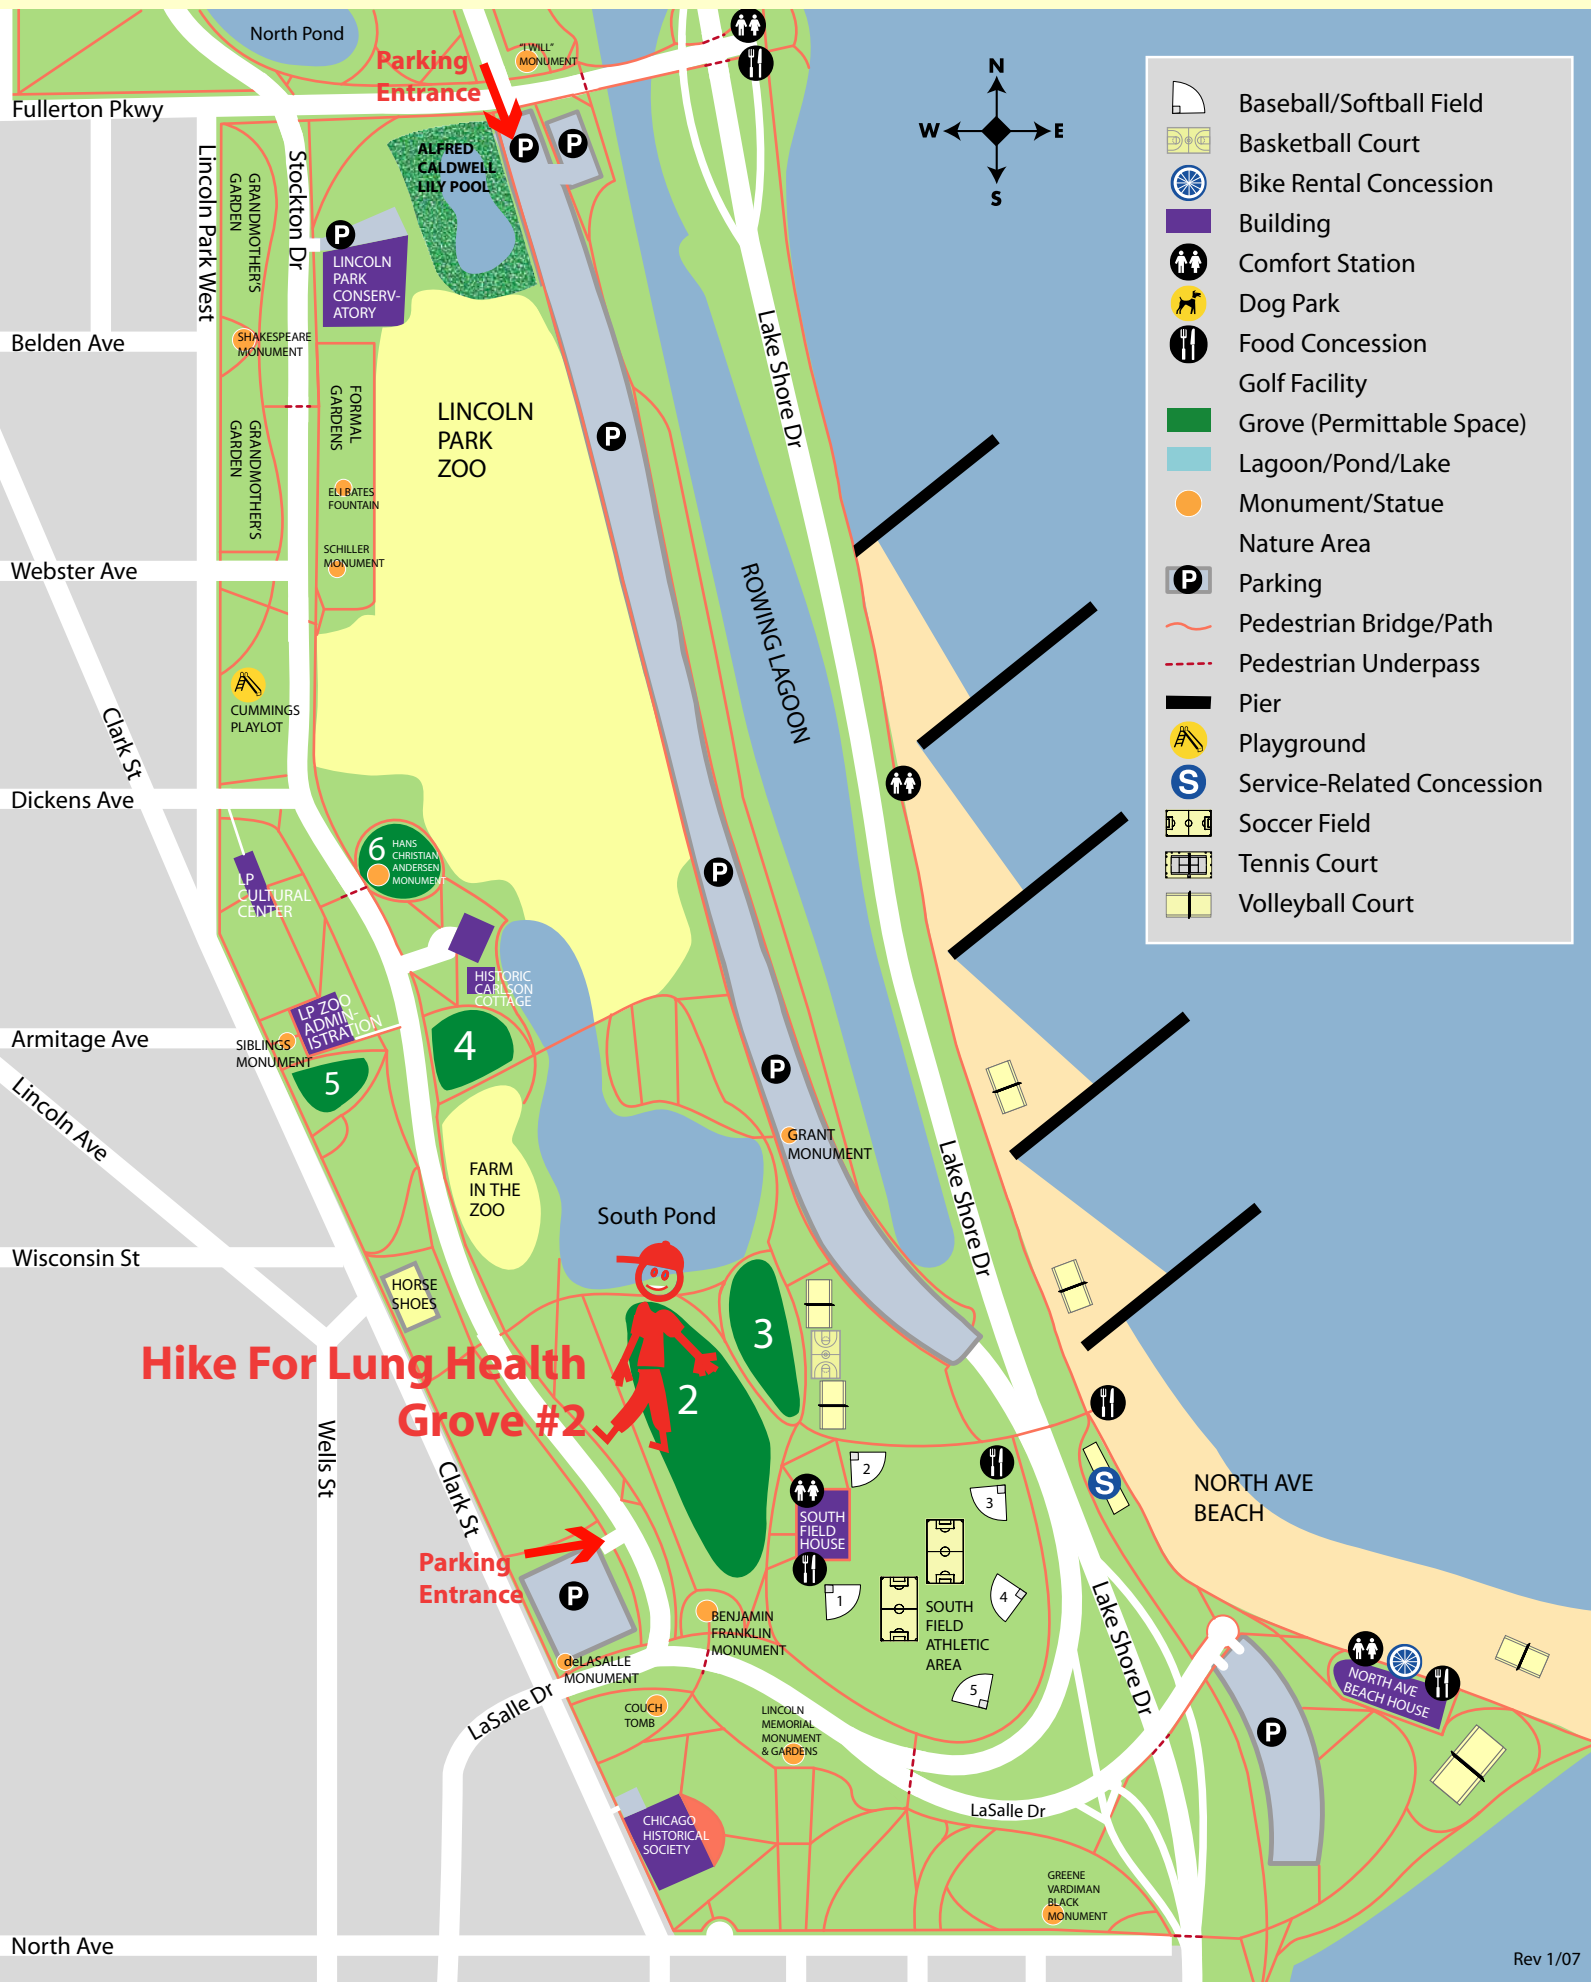 North Pond
"I WILL"
MONUMENT
Parking
Entrance
Fullerton Pkwy
P
P
ALFRED
CALDWELL
LILY POOL
Lincoln Park West
Stockton Dr
GRANDMOTHER'S
GARDEN
P
LINCOLN
PARK
CONSERV-
ATORY
N
W
E
S
Baseball/Softball Field
Basketball Court
Bike Rental Concession
Building
Comfort Station
Dog Park
Food Concession
Golf Facility
Grove (Permittable Space)
Lagoon/Pond/Lake
Monument/Statue
Nature Area
P
Parking
Pedestrian Bridge/Path
Pedestrian Underpass
Pier
Playground
S
Service-Related Concession
Soccer Field
Tennis Court
Volleyball Court
Belden Ave
SHAKESPEARE
MONUMENT
Lake Shore Dr
FORMAL
GARDENS
GRANDMOTHER'S
GARDEN
LINCOLN
PARK
ZOO
P
ELI BATES
FOUNTAIN
SCHILLER
MONUMENT
Webster Ave
ROWING LAGOON
CUMMINGS
PLAYLOT
Clark St
Dickens Ave
6
HANS
CHRISTIAN
ANDERSEN
MONUMENT
P
LP
CULTURAL
CENTER
HISTORIC
CARLSON
COTTAGE
LP ZOO
ADMIN-
ISTRATION
Armitage Ave
SIBLINGS
MONUMENT
4
5
P
Lincoln Ave
GRANT
MONUMENT
FARM
IN THE
ZOO
South Pond
Lake Shore Dr
Wisconsin St
HORSE
SHOES
3
Hike For Lung Health
Grove #2
2
Wells St
Clark St
2
3
SOUTH
FIELD
HOUSE
S
NORTH AVE
BEACH
Parking
Entrance
P
1
4
SOUTH
FIELD
ATHLETIC
AREA
5
Lake Shore Dr
BENJAMIN
FRANKLIN
MONUMENT
deLASALLE
MONUMENT
LaSalle Dr
COUCH
TOMB
LINCOLN
MEMORIAL
MONUMENT
& GARDENS
NORTH AVE
BEACH HOUSE
P
LaSalle Dr
CHICAGO
HISTORICAL
SOCIETY
GREENE
VARDIMAN
BLACK
MONUMENT
North Ave
Rev 1/07